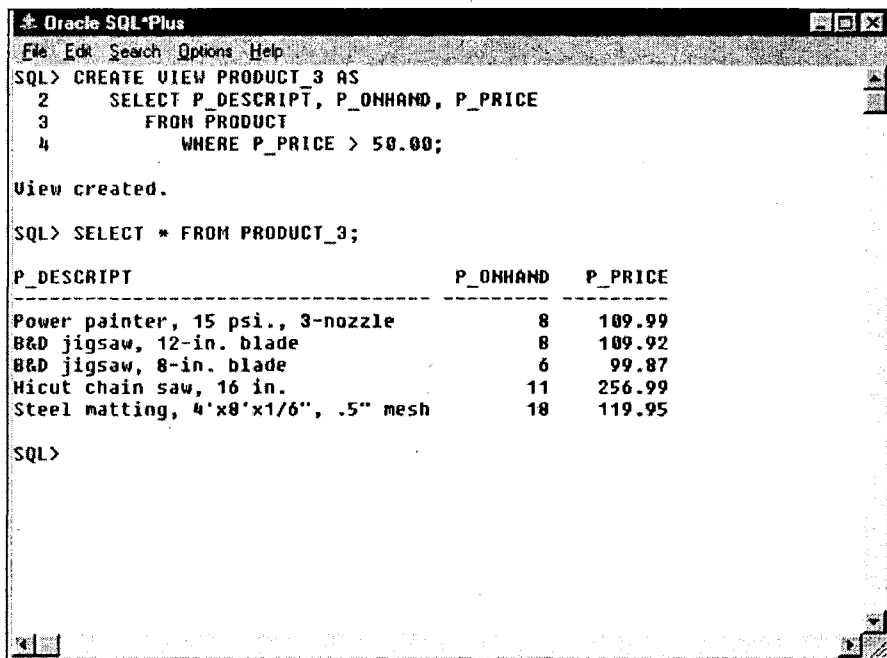 Oracle SQL*Plus
File Edit Search Options Help
SQL> CREATE VIEW PRODUCT_3 AS
2 SELECT P_DESCRIPT, P_ONHAND, P_PRICE
3 FROM PRODUCT
4 WHERE P_PRICE > 50.00;
View created.
SQL> SELECT * FROM PRODUCT_3;
P_DESCRIPT P_ONHAND P_PRICE
----------------------------------- --------- ---------
Power painter, 15 psi., 3-nozzle 8 109.99
B&D jigsaw, 12-in. blade 8 109.92
B&D jigsaw, 8-in. blade 6 99.87
Hicut chain saw, 16 in. 11 256.99
Steel matting, 4'x8'x1/6", .5" mesh 18 119.95
SQL>